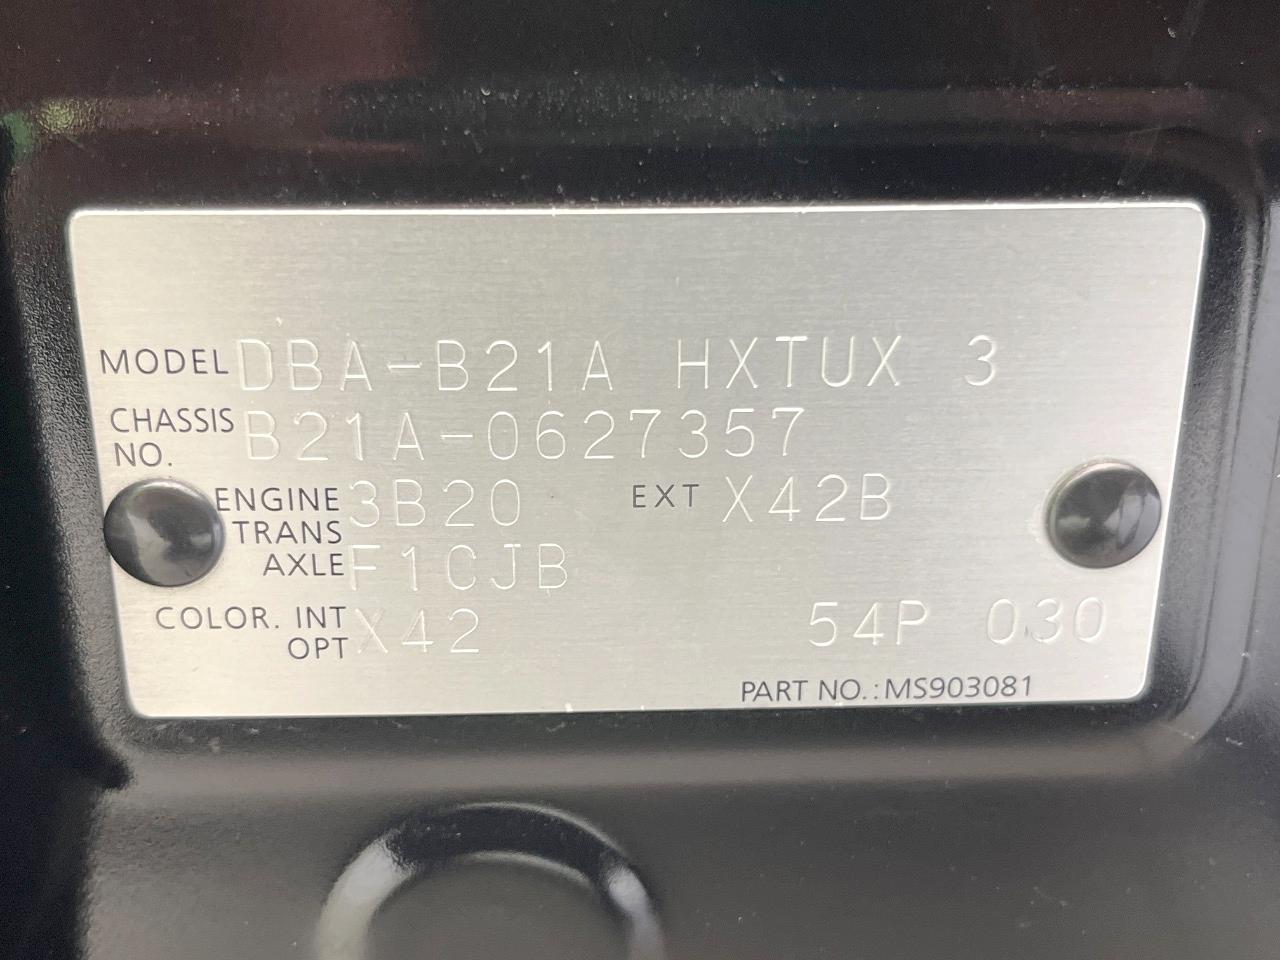 MODEL DBA-B21A HXTUX 3
CHASSIS NO. B21A-0627357
ENGINE 3B20 EXT X42B
TRANS AXLE F1CJB
COLOR. INT OPT X42 54P 030
PART NO.:MS903081